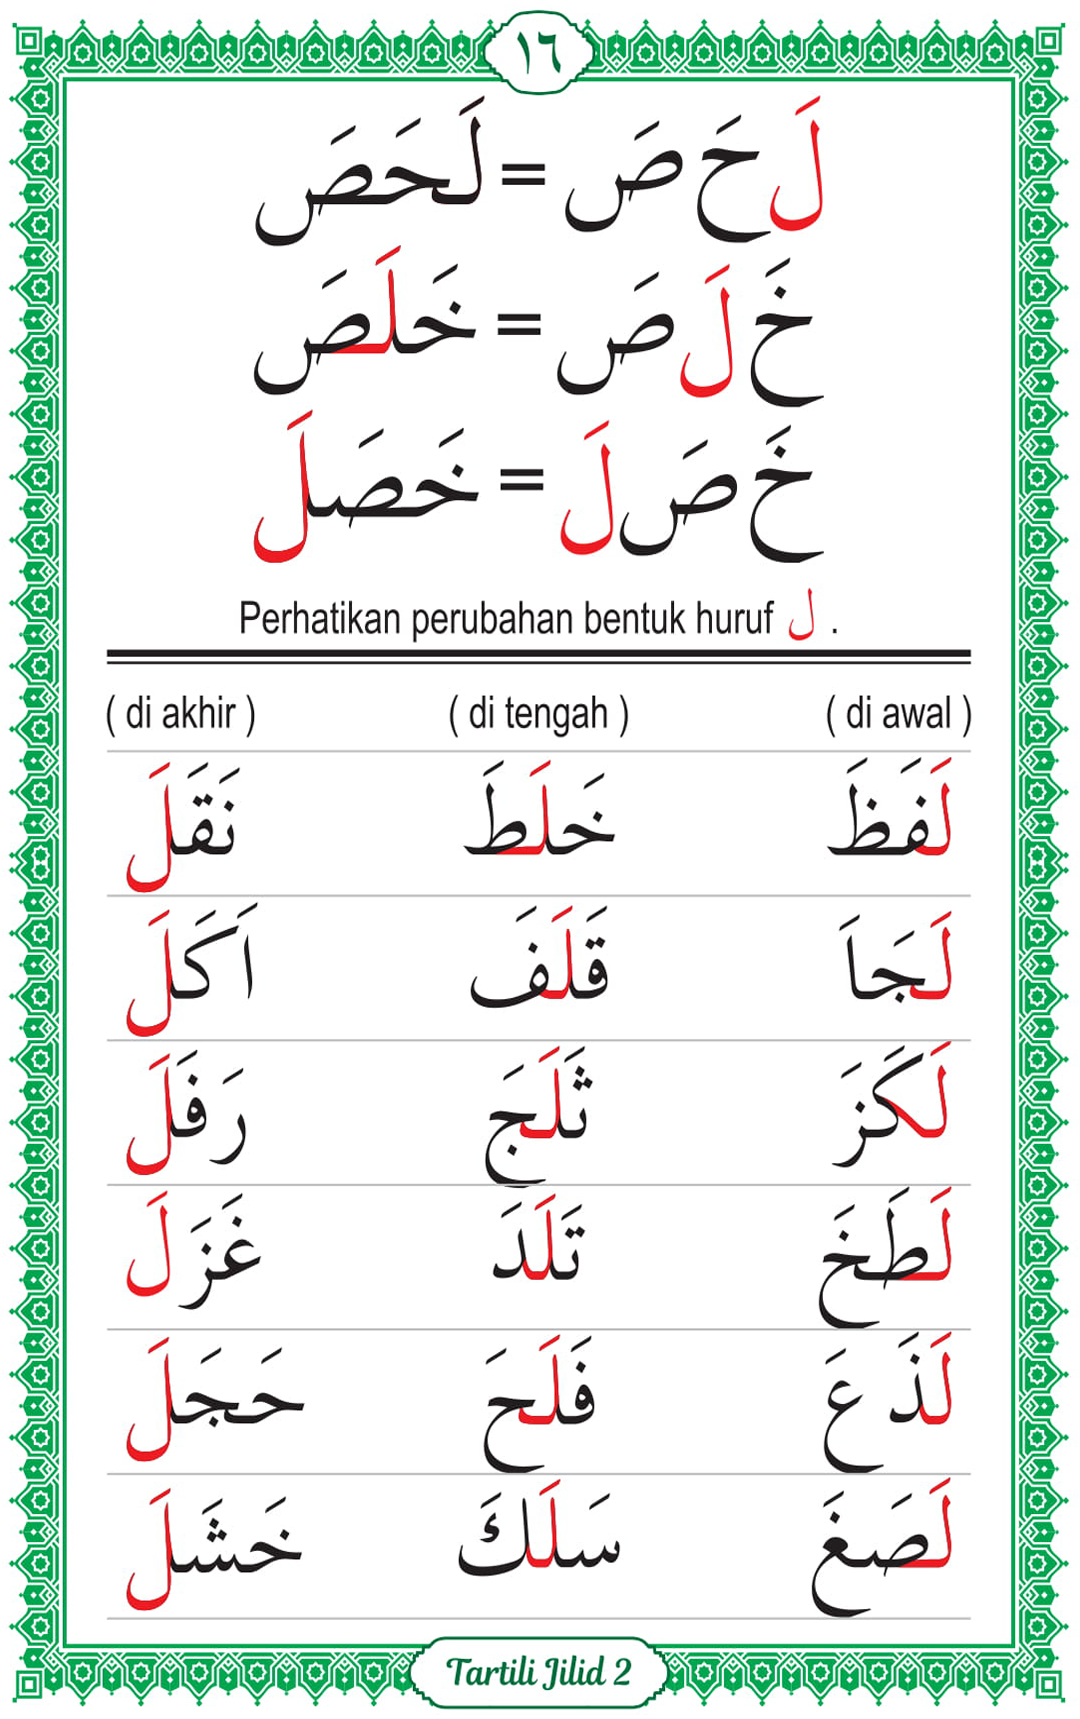 ١٦
لَ حَ صَ = لَحَصَ
خَ لَ صَ = خَلَصَ
خَ صَ لَ = خَصَلَ
Perhatikan perubahan bentuk huruf ل .
( di awal ) ( di tengah ) ( di akhir )
لَفَظَ خَلَطَ نَقَلَ
لَجَاَ قَلَفَ اَكَلَ
لَكَزَ ثَلَجَ رَفَلَ
لَطَخَ تَلَدَ غَزَلَ
لَذَعَ فَلَحَ حَجَلَ
لَصَغَ سَلَكَ خَشَلَ
Tartili Jilid 2